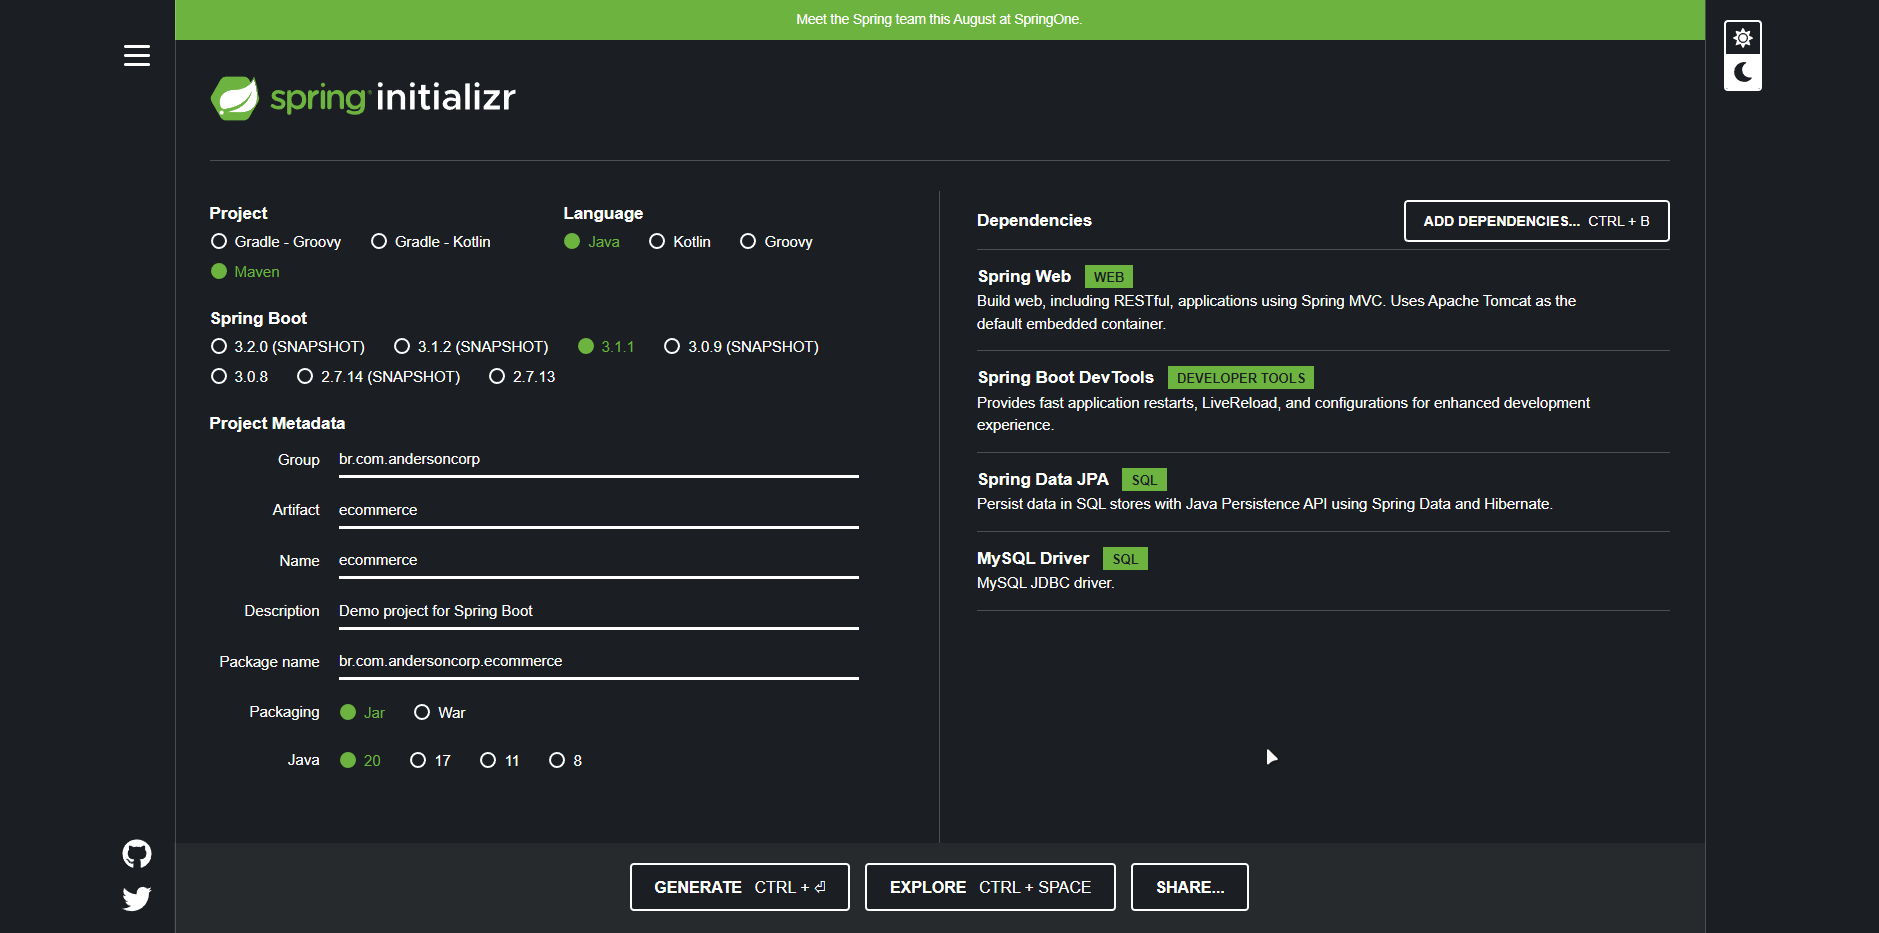 Meet the Spring team this August at SpringOne.
spring initializr
Project
Gradle - Groovy Gradle - Kotlin
Maven
Language
Java Kotlin Groovy
Spring Boot
3.2.0 (SNAPSHOT) 3.1.2 (SNAPSHOT) 3.1.1 3.0.9 (SNAPSHOT)
3.0.8 2.7.14 (SNAPSHOT) 2.7.13
Project Metadata
Group br.com.andersoncorp
Artifact ecommerce
Name ecommerce
Description Demo project for Spring Boot
Package name br.com.andersoncorp.ecommerce
Packaging Jar War
Java 20 17 11 8
Dependencies ADD DEPENDENCIES... CTRL + B
Spring Web WEB
Build web, including RESTful, applications using Spring MVC. Uses Apache Tomcat as the
default embedded container.
Spring Boot DevTools DEVELOPER TOOLS
Provides fast application restarts, LiveReload, and configurations for enhanced development
experience.
Spring Data JPA SQL
Persist data in SQL stores with Java Persistence API using Spring Data and Hibernate.
MySQL Driver SQL
MySQL JDBC driver.
GENERATE CTRL + ⏎ EXPLORE CTRL + SPACE SHARE...